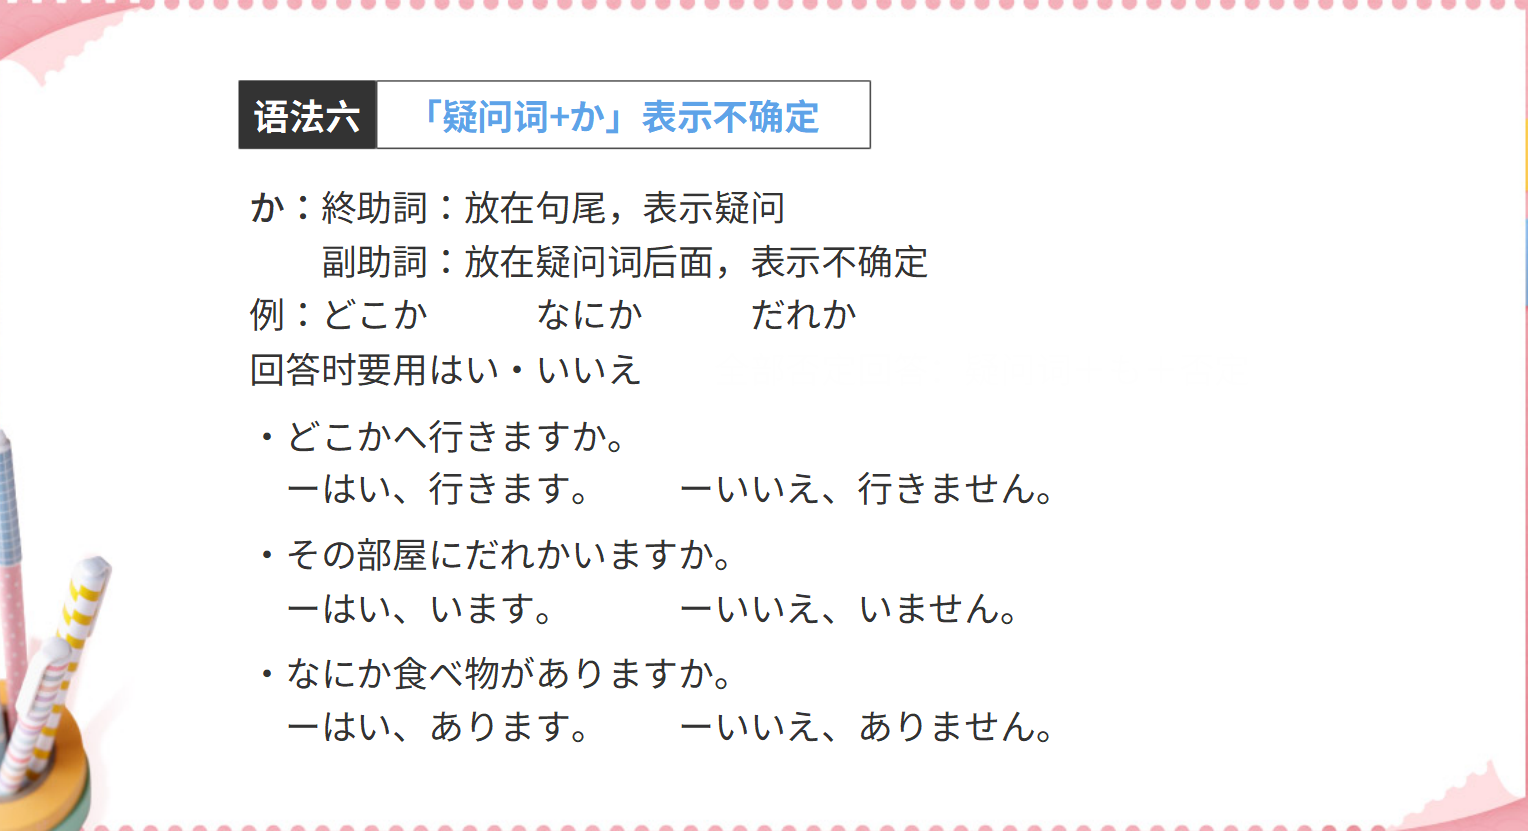 语法六 「疑问词+か」表示不确定
か：終助詞：放在句尾，表示疑问
副助詞：放在疑问词后面，表示不确定
例：どこか なにか だれか
回答时要用はい・いいえ
・どこかへ行きますか。
ーはい、行きます。 ーいいえ、行きません。
・その部屋にだれかいますか。
ーはい、います。 ーいいえ、いません。
・なにか食べ物がありますか。
ーはい、あります。 ーいいえ、ありません。